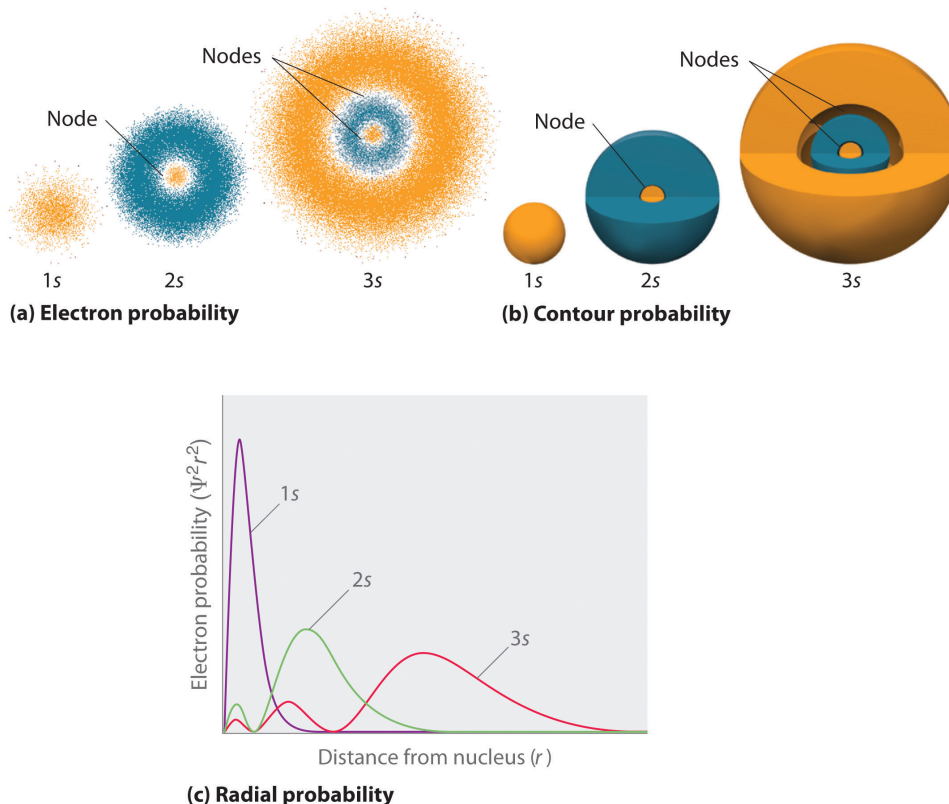 Nodes
Node
1s
2s
3s
(a) Electron probability
Nodes
Node
1s
2s
3s
(b) Contour probability
Electron probability (Ψ²r²)
1s
2s
3s
Distance from nucleus (r)
(c) Radial probability